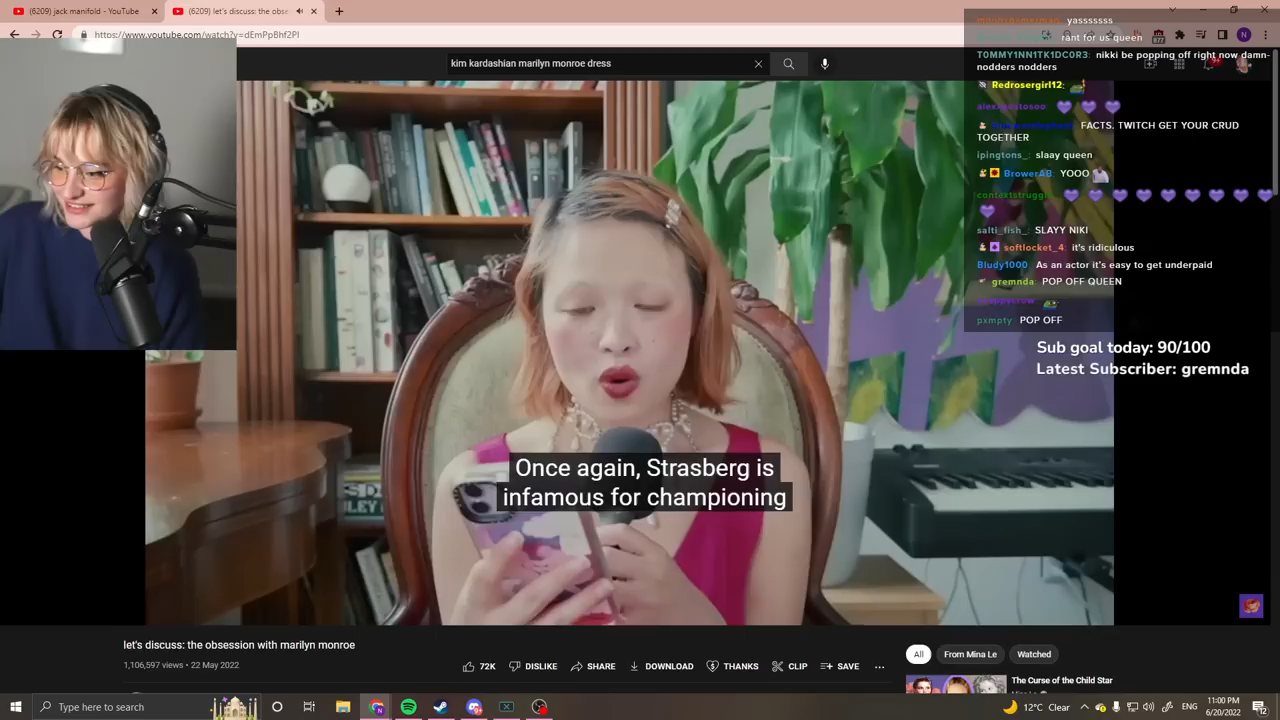 (6209) jack manifold - YouTube
(6209) let's discuss: the obses
https://www.youtube.com/watch?v=dEmPpBhf2PI
kim kardashian marilyn monroe dress
yasssssss
rant for us queen
T0MMY1NN1TK1DC0R3: nikki be popping off right now damn-
nodders nodders
Redrosergirl12:
FACTS. TWITCH GET YOUR CRUD
TOGETHER
ipingtons_: slaay queen
BrowerAB: YOOO
salti_fish_: SLAYY NIKI
softlocket_4: it's ridiculous
Bludy1000 As an actor it's easy to get underpaid
gremnda: POP OFF QUEEN
pxmpty POP OFF
Sub goal today: 90/100
Latest Subscriber: gremnda
Once again, Strasberg is
infamous for championing
let's discuss: the obsession with marilyn monroe
1,106,597 views • 22 May 2022
72K DISLIKE SHARE DOWNLOAD THANKS CLIP SAVE ...
All From Mina Le Watched
The Curse of the Child Star
Type here to search
12°C Clear
11:00 PM
6/20/2022
12